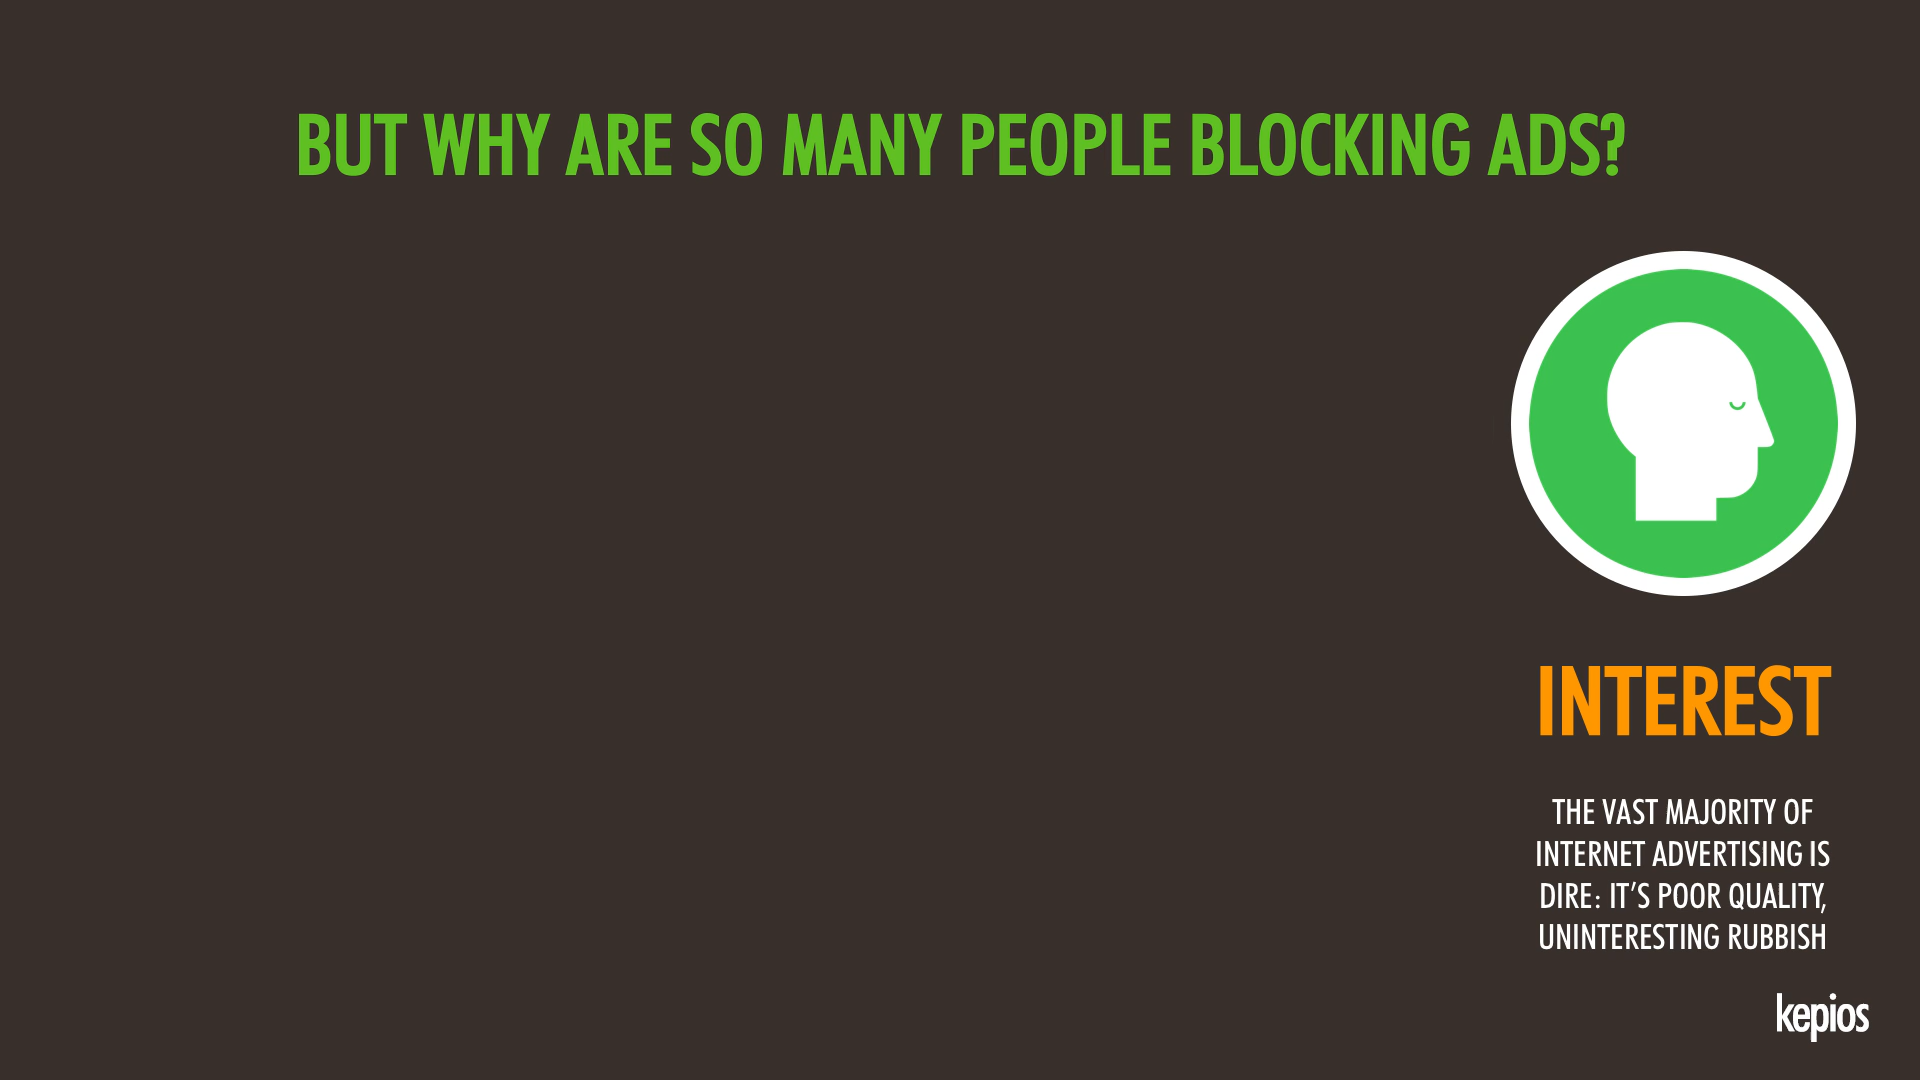 BUT WHY ARE SO MANY PEOPLE BLOCKING ADS?
INTEREST
THE VAST MAJORITY OF
INTERNET ADVERTISING IS
DIRE: IT’S POOR QUALITY,
UNINTERESTING RUBBISH
kepios